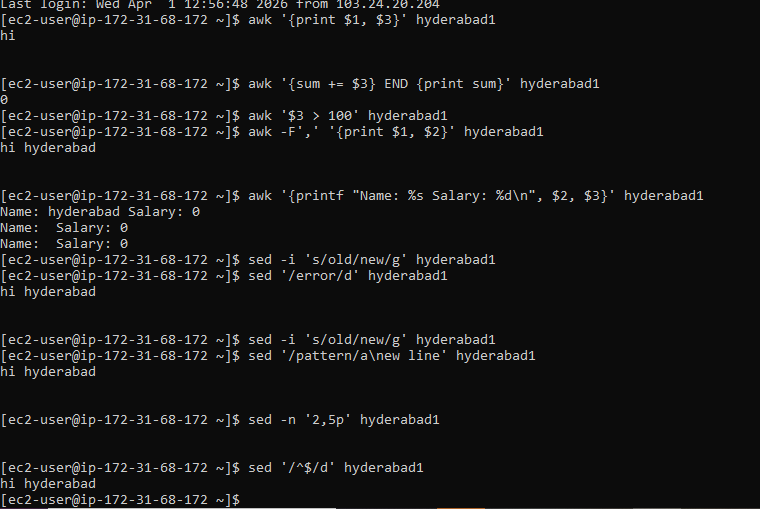 Last login: Wed Apr  1 12:56:48 2026 from 103.24.20.204
[ec2-user@ip-172-31-68-172 ~]$ awk '{print $1, $3}' hyderabad1
hi
[ec2-user@ip-172-31-68-172 ~]$ awk '{sum += $3} END {print sum}' hyderabad1
0
[ec2-user@ip-172-31-68-172 ~]$ awk '$3 > 100' hyderabad1
[ec2-user@ip-172-31-68-172 ~]$ awk -F',' '{print $1, $2}' hyderabad1
hi hyderabad
[ec2-user@ip-172-31-68-172 ~]$ awk '{printf "Name: %s Salary: %d\n", $2, $3}' hyderabad1
Name: hyderabad Salary: 0
Name:  Salary: 0
Name:  Salary: 0
[ec2-user@ip-172-31-68-172 ~]$ sed -i 's/old/new/g' hyderabad1
[ec2-user@ip-172-31-68-172 ~]$ sed '/error/d' hyderabad1
hi hyderabad
[ec2-user@ip-172-31-68-172 ~]$ sed -i 's/old/new/g' hyderabad1
[ec2-user@ip-172-31-68-172 ~]$ sed '/pattern/a\new line' hyderabad1
hi hyderabad
[ec2-user@ip-172-31-68-172 ~]$ sed -n '2,5p' hyderabad1
[ec2-user@ip-172-31-68-172 ~]$ sed '/^$/d' hyderabad1
hi hyderabad
[ec2-user@ip-172-31-68-172 ~]$